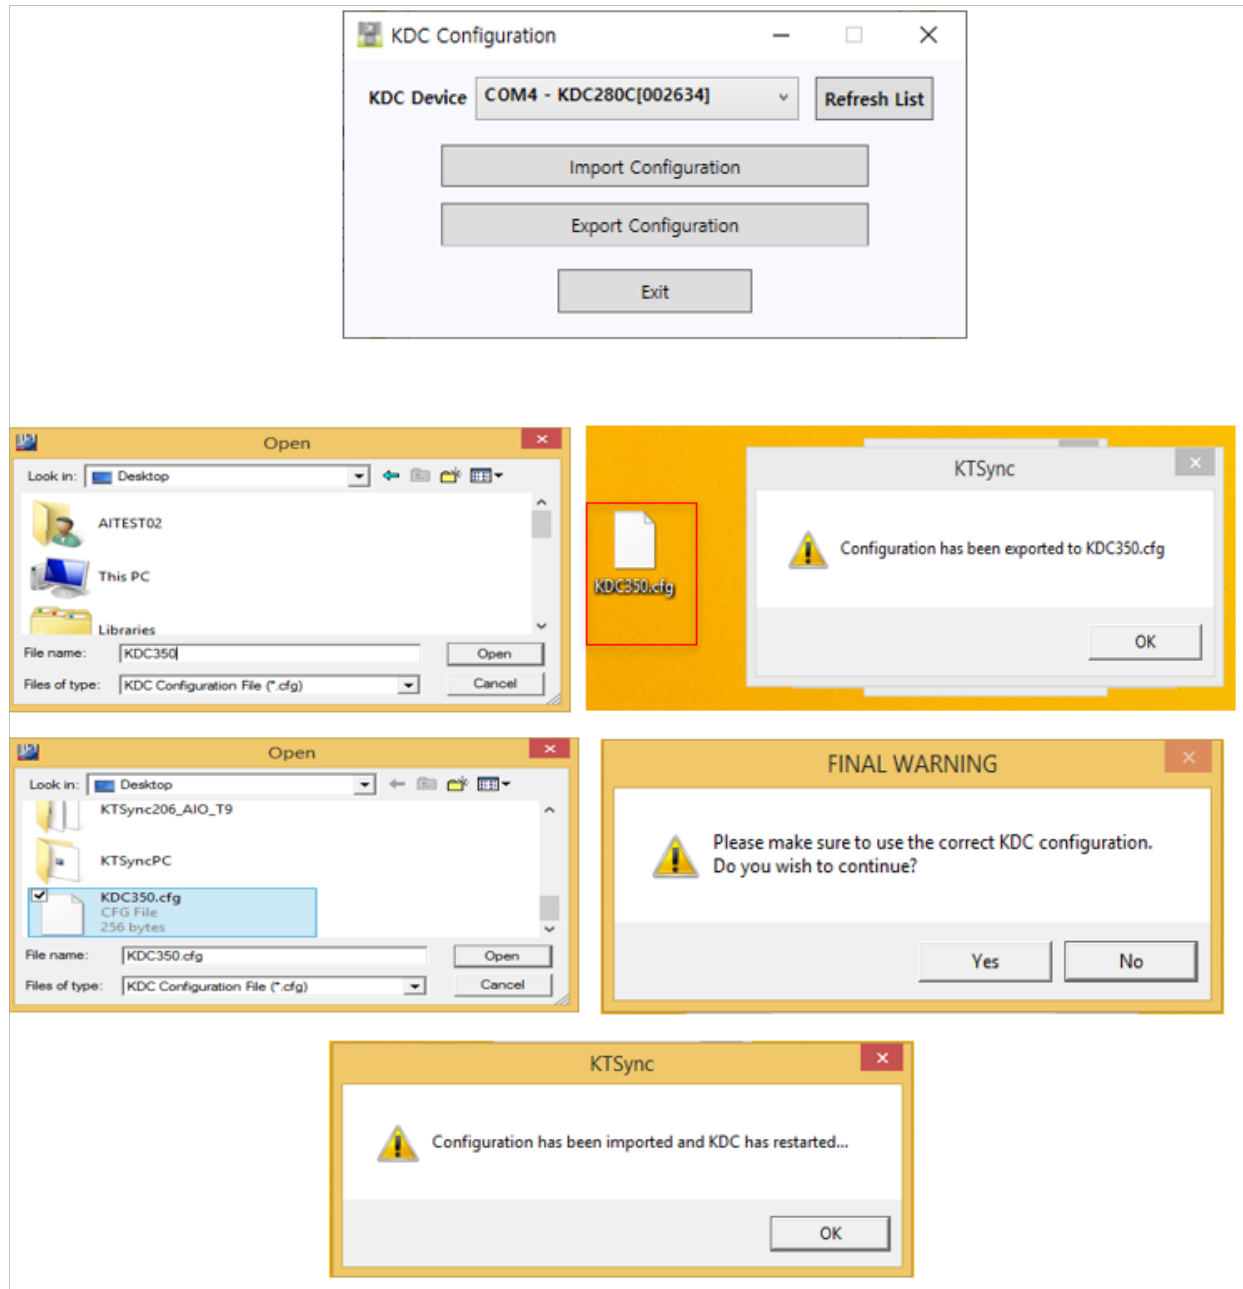 KDC Configuration
KDC Device
COM4 - KDC280C[002634]
Refresh List
Import Configuration
Export Configuration
Exit
Open
Look in:
Desktop
AITEST02
This PC
Libraries
File name:
KDC350
Open
Files of type:
KDC Configuration File (*.cfg)
Cancel
KDC350.cfg
KTSync
Configuration has been exported to KDC350.cfg
OK
Open
Look in:
Desktop
KTSync206_AIO_T9
KTSyncPC
KDC350.cfg
CFG File
256 bytes
File name:
KDC350.cfg
Open
Files of type:
KDC Configuration File (*.cfg)
Cancel
FINAL WARNING
Please make sure to use the correct KDC configuration.
Do you wish to continue?
Yes
No
KTSync
Configuration has been imported and KDC has restarted...
OK